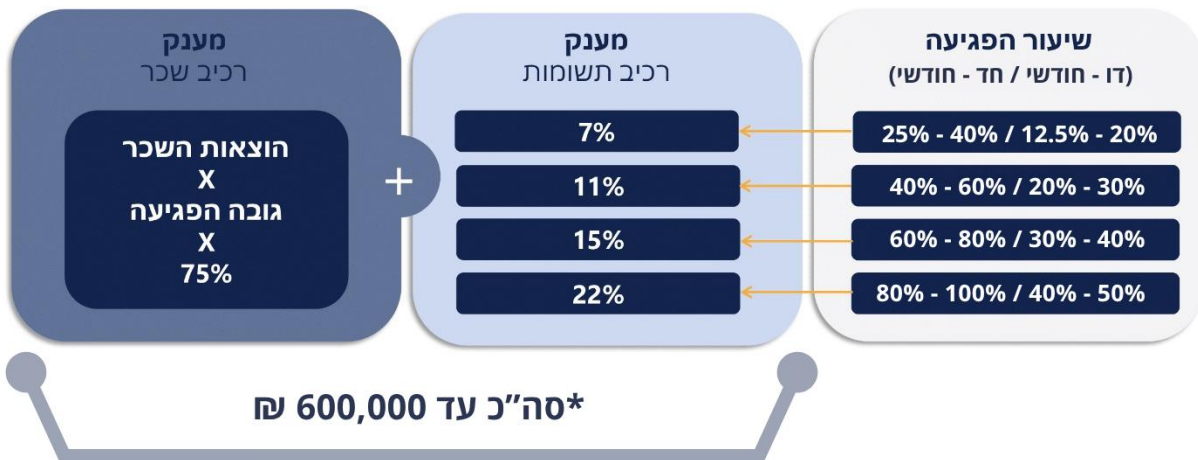 שיעור הפגיעה
(דו - חודשי / חד - חודשי)
25% - 40% / 12.5% - 20%
40% - 60% / 20% - 30%
60% - 80% / 30% - 40%
80% - 100% / 40% - 50%
מענק
רכיב תשומות
7%
11%
15%
22%
+
מענק
רכיב שכר
הוצאות השכר
X
גובה הפגיעה
X
75%
*סה"כ עד 600,000 ₪